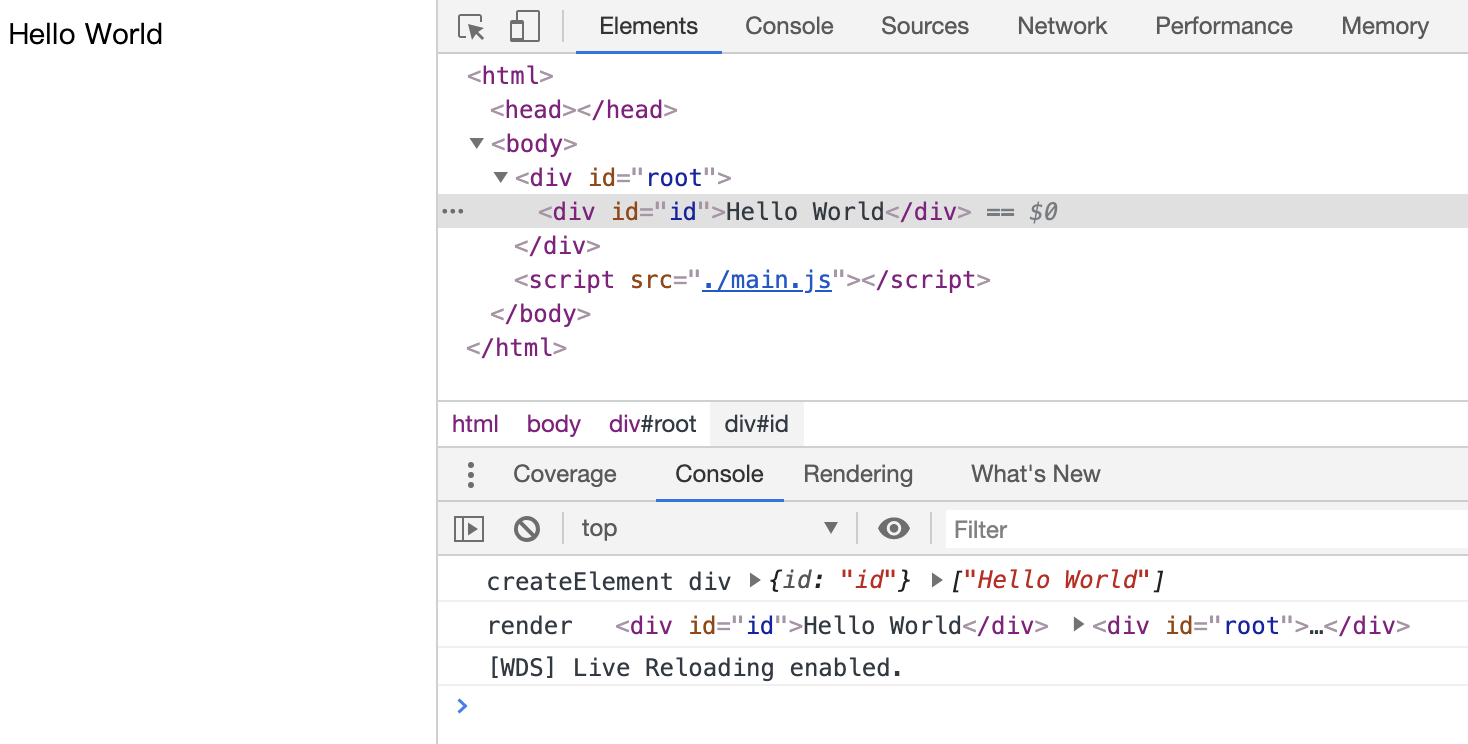 Hello World
Elements Console Sources Network Performance Memory
<html>
<head></head>
<body>
<div id="root">
<div id="id">Hello World</div> == $0
</div>
<script src="./main.js"></script>
</body>
</html>
html body div#root div#id
Coverage Console Rendering What's New
top Filter
createElement div {id: "id"} ["Hello World"]
render <div id="id">Hello World</div> <div id="root">…</div>
[WDS] Live Reloading enabled.